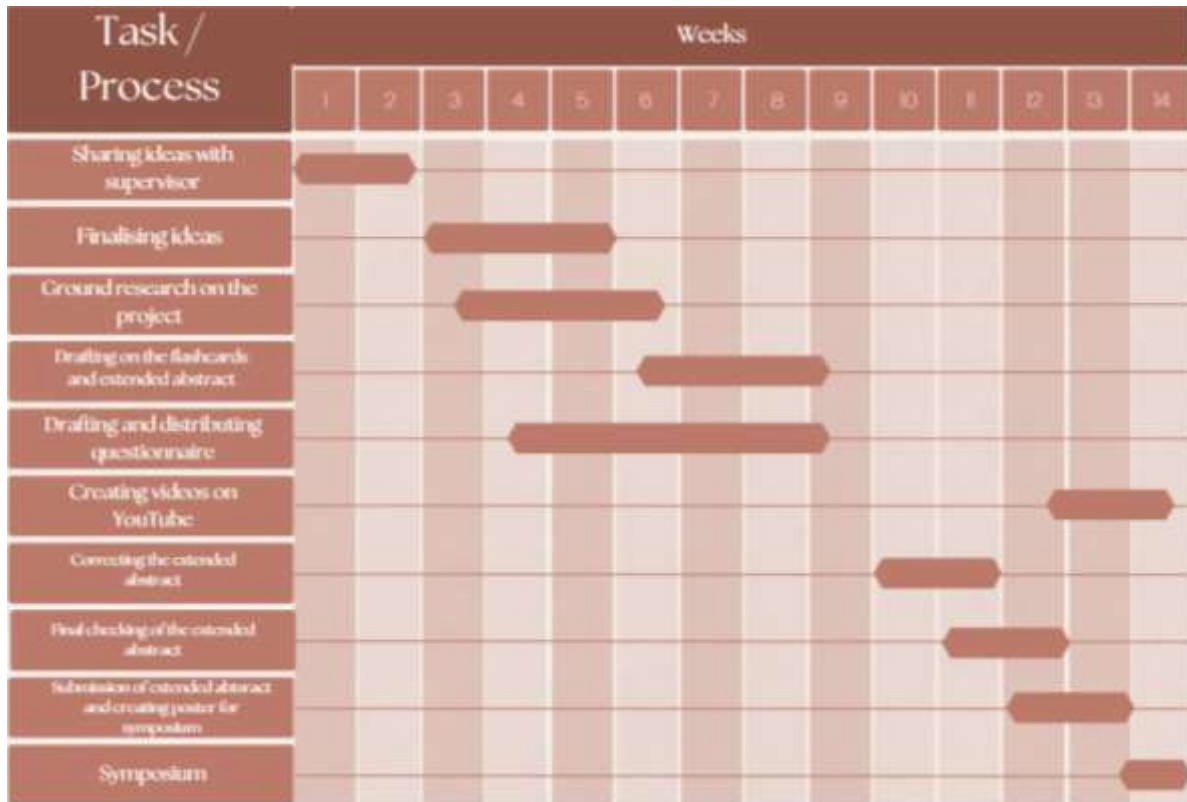 Task /
Process
Weeks
1 2 3 4 5 6 7 8 9 10 11 12 13 14
Sharing ideas with
supervisor
Finalising ideas
Ground research on the
project
Drafting on the flashcards
and extended abstract
Drafting and distributing
questionnaire
Creating videos on
YouTube
Correcting the extended
abstract
Final checking of the extended
abstract
Submission of extended abstract
and creating poster for
symposium
Symposium